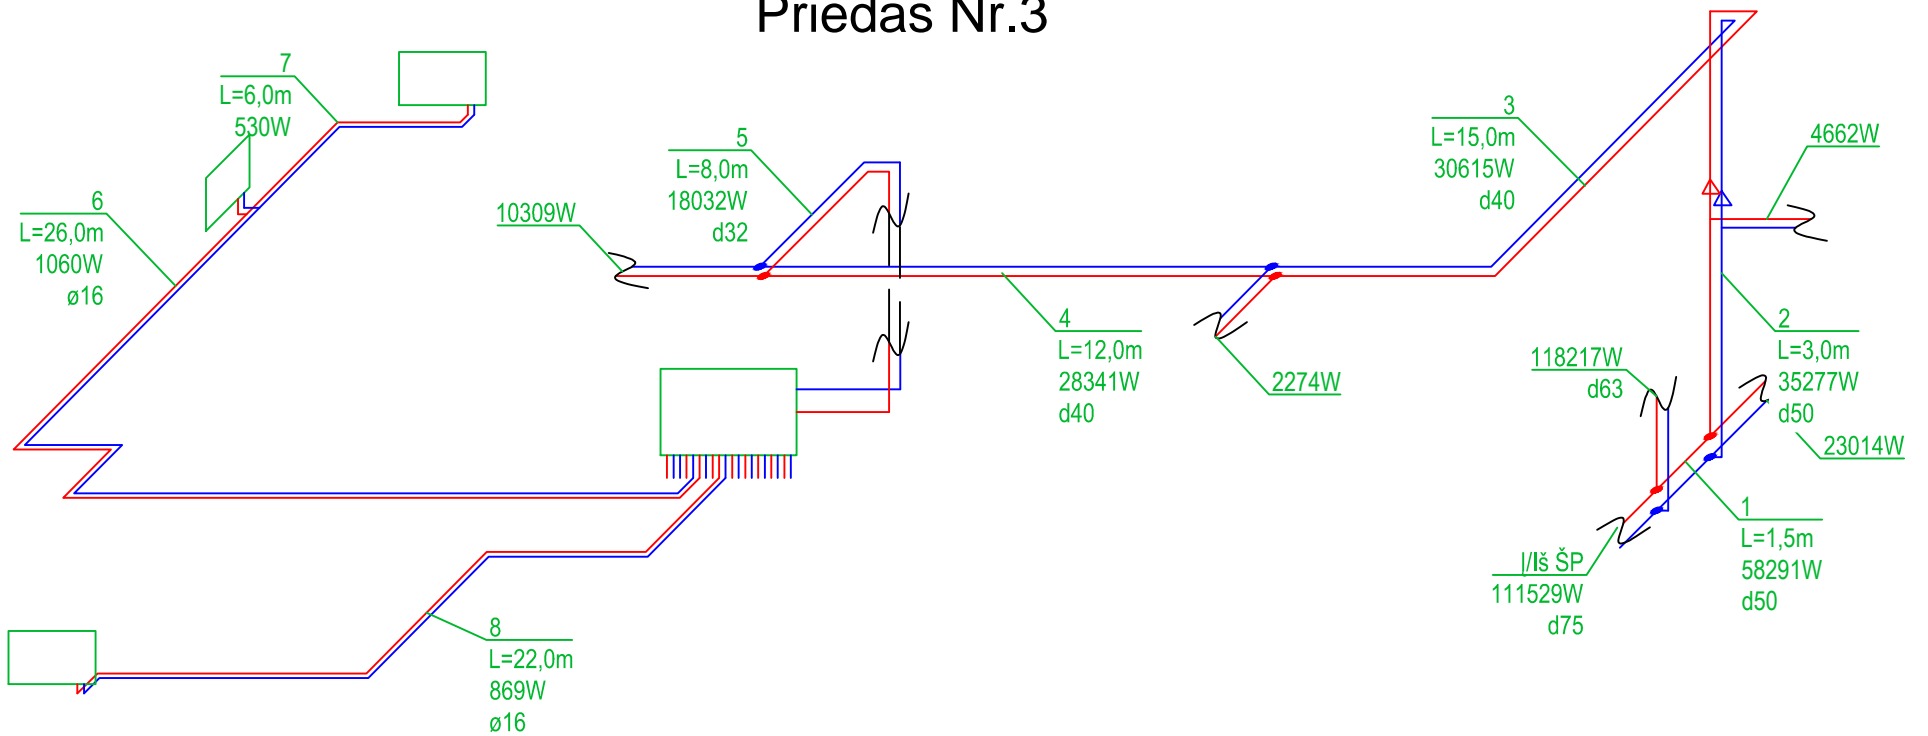 Priedas Nr.3
7
L=6,0m
530W
6
L=26,0m
1060W
ø16
5
L=8,0m
18032W
d32
10309W
3
L=15,0m
30615W
d40
4662W
4
L=12,0m
28341W
d40
2274W
2
L=3,0m
35277W
d50
118217W
d63
23014W
1
L=1,5m
58291W
d50
Į/Iš ŠP
111529W
d75
8
L=22,0m
869W
ø16